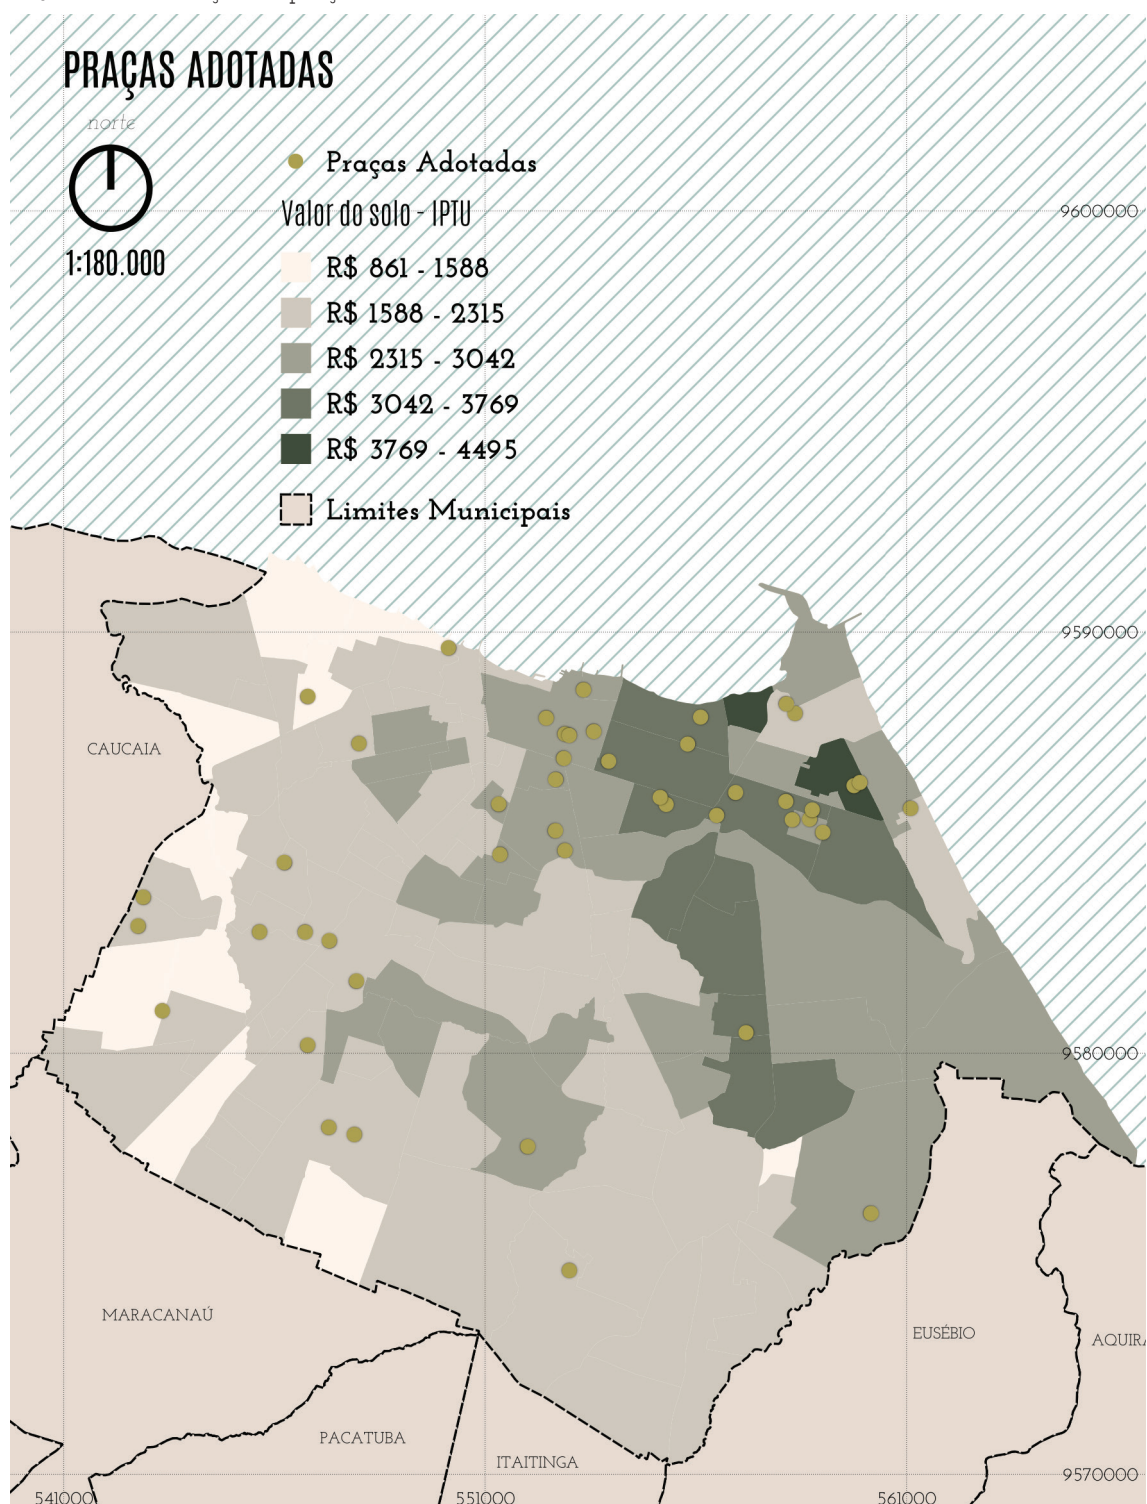 PRAÇAS ADOTADAS
norte
1:180.000
Praças Adotadas
Valor do solo - IPTU
R$ 861 - 1588
R$ 1588 - 2315
R$ 2315 - 3042
R$ 3042 - 3769
R$ 3769 - 4495
Limites Municipais
9600000
9590000
CAUCAIA
9580000
MARACANAÚ
EUSÉBIO
AQUIRA
PACATUBA
ITAITINGA
9570000
541000
551000
561000